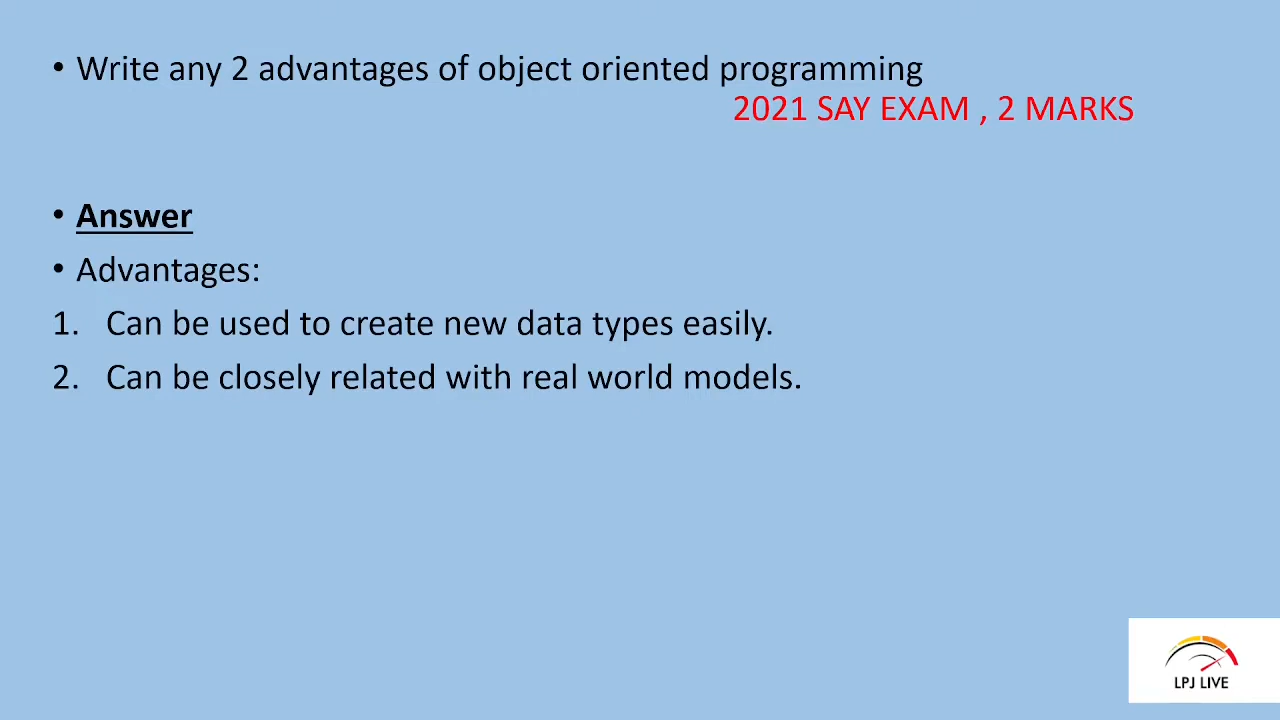 • Write any 2 advantages of object oriented programming
2021 SAY EXAM , 2 MARKS
• Answer
• Advantages:
1. Can be used to create new data types easily.
2. Can be closely related with real world models.
LPJ LIVE